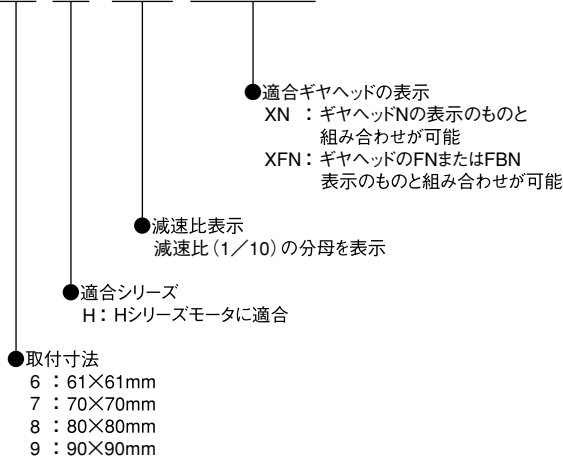 ●適合ギヤヘッドの表示
XN ：ギヤヘッドNの表示のものと
組み合わせが可能
XFN：ギヤヘッドのFNまたはFBN
表示のものと組み合わせが可能
●減速比表示
減速比（1／10）の分母を表示
●適合シリーズ
H：Hシリーズモータに適合
●取付寸法
6 ：61×61mm
7 ：70×70mm
8 ：80×80mm
9 ：90×90mm